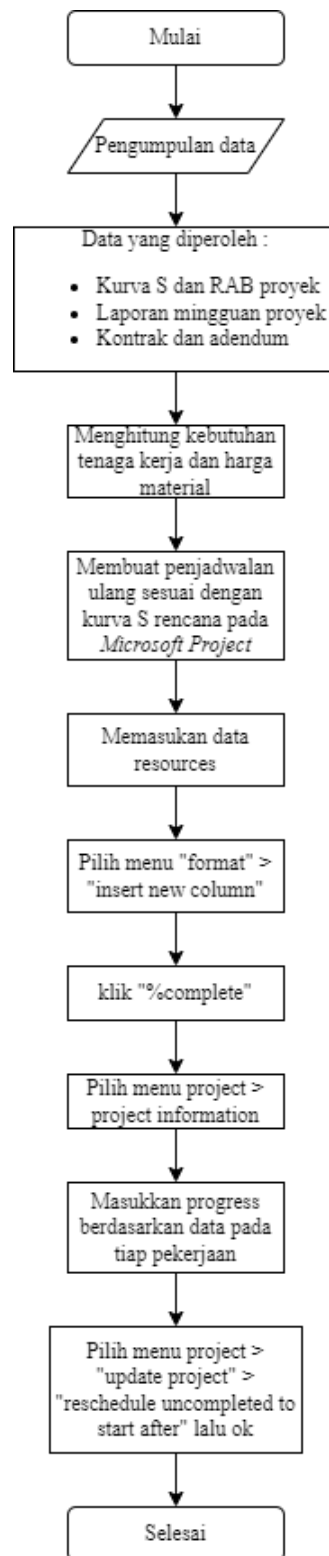 Mulai
Pengumpulan data
Data yang diperoleh :
• Kurva S dan RAB proyek
• Laporan mingguan proyek
• Kontrak dan adendum
Menghitung kebutuhan
tenaga kerja dan harga
material
Membuat penjadwalan
ulang sesuai dengan
kurva S rencana pada
Microsoft Project
Memasukan data
resources
Pilih menu "format" >
"insert new column"
klik "%complete"
Pilih menu project >
project information
Masukkan progress
berdasarkan data pada
tiap pekerjaan
Pilih menu project >
"update project" >
"reschedule uncompleted to
start after" lalu ok
Selesai